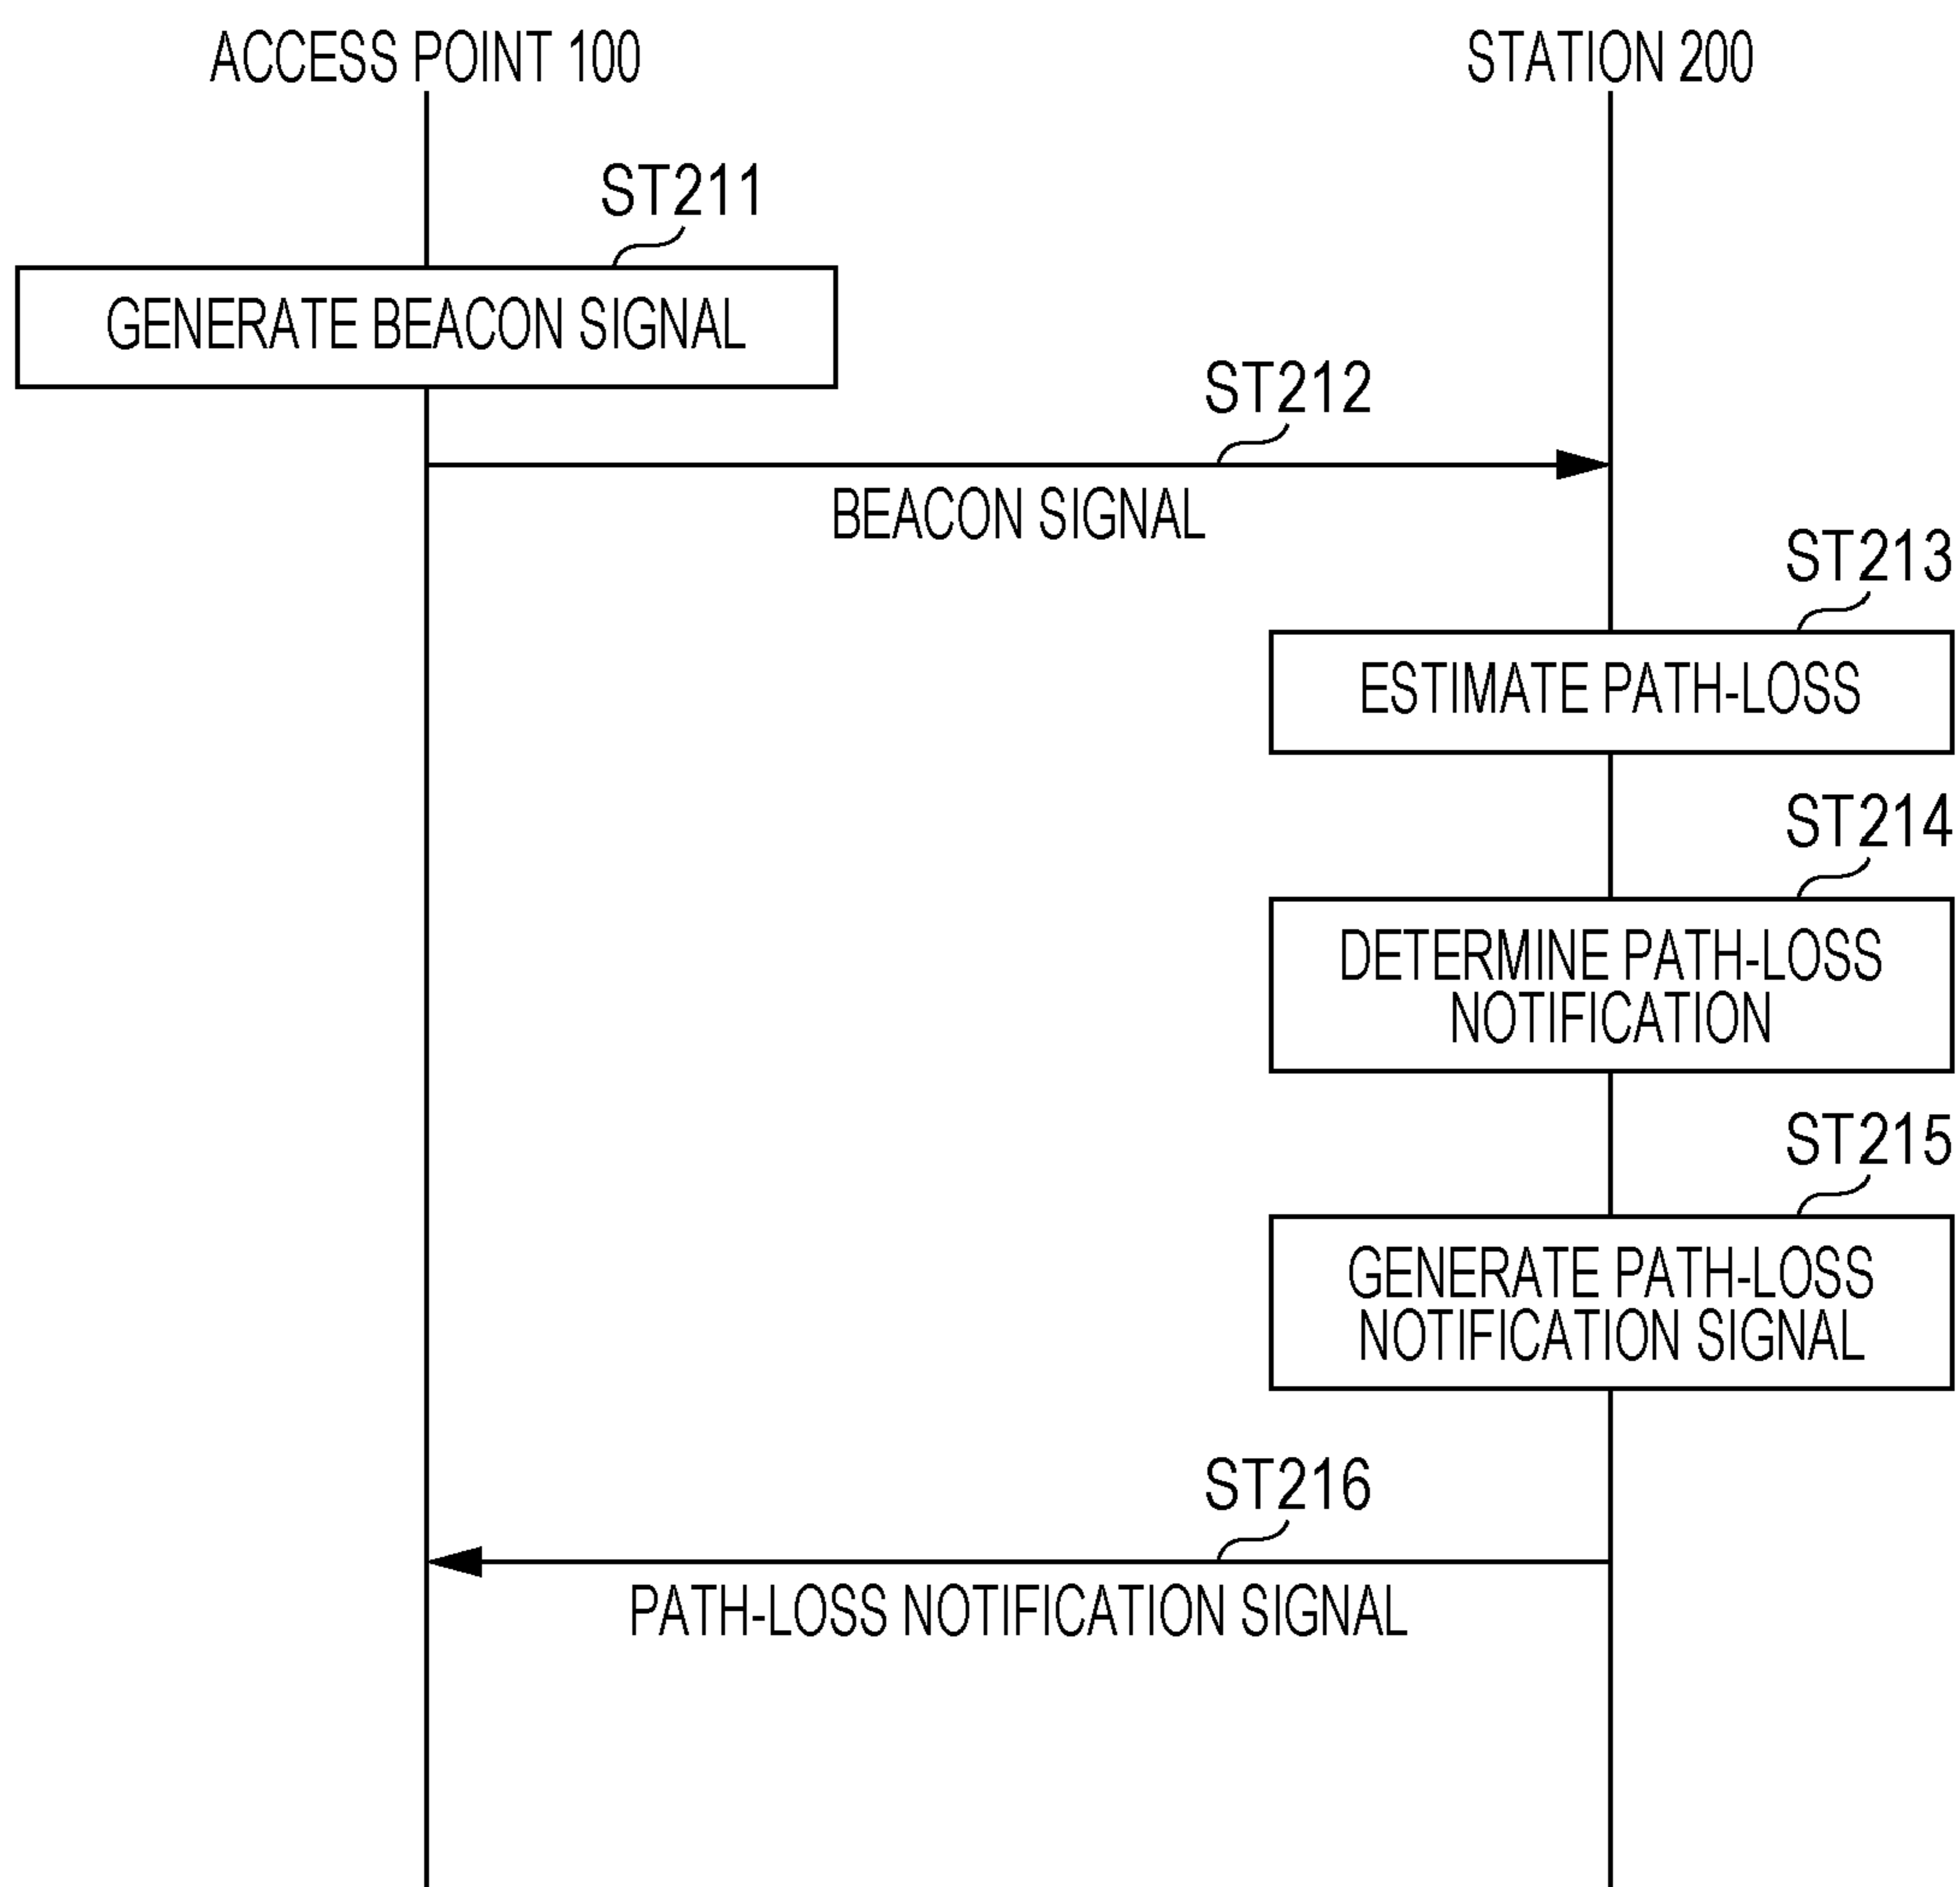 ACCESS POINT 100
STATION 200
ST211
GENERATE BEACON SIGNAL
ST212
BEACON SIGNAL
ST213
ESTIMATE PATH-LOSS
ST214
DETERMINE PATH-LOSS
NOTIFICATION
ST215
GENERATE PATH-LOSS
NOTIFICATION SIGNAL
ST216
PATH-LOSS NOTIFICATION SIGNAL